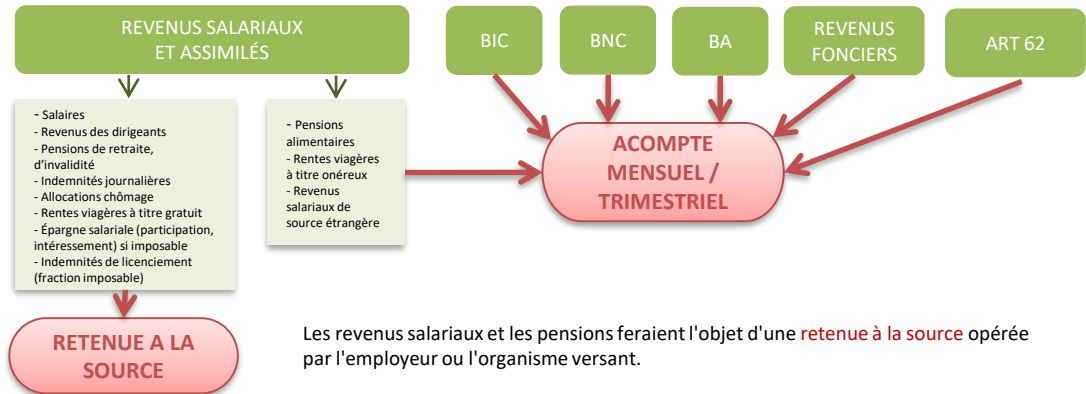 REVENUS SALARIAUX
ET ASSIMILÉS
BIC
BNC
BA
REVENUS
FONCIERS
ART 62
- Salaires
- Revenus des dirigeants
- Pensions de retraite,
d'invalidité
- Indemnités journalières
- Allocations chômage
- Rentes viagères à titre gratuit
- Épargne salariale (participation,
intéressement) si imposable
- Indemnités de licenciement
(fraction imposable)
- Pensions
alimentaires
- Rentes viagères
à titre onéreux
- Revenus
salariaux de
source étrangère
ACOMPTE
MENSUEL /
TRIMESTRIEL
RETENUE A LA
SOURCE
Les revenus salariaux et les pensions feraient l'objet d'une retenue à la source opérée
par l'employeur ou l'organisme versant.